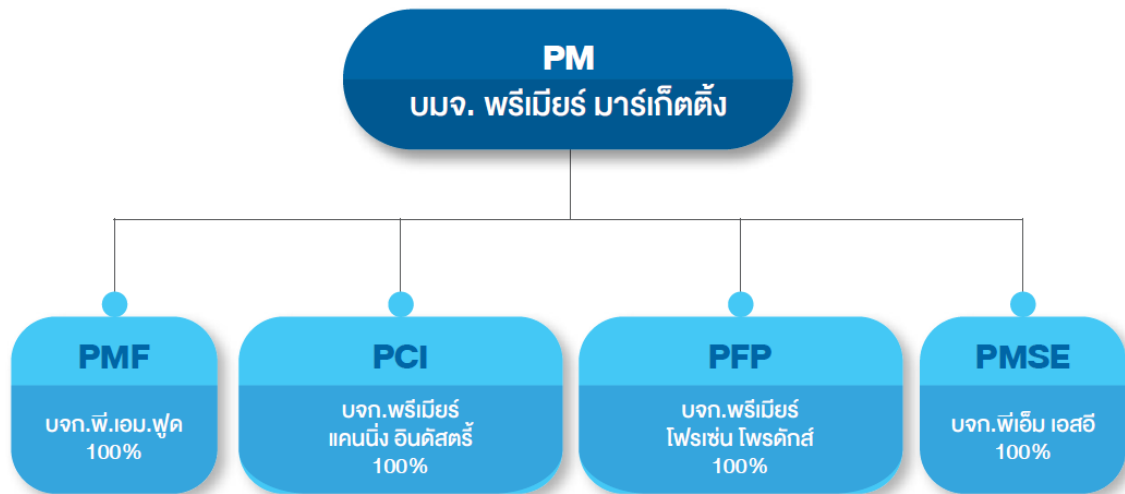 PM
บมจ. พรีเมียร์ มาร์เก็ตติ้ง
PMF
บจก.พี.เอม.ฟูด
100%
PCI
บจก.พรีเมียร์
แคนนิ่ง อินดัสตรี้
100%
PFP
บจก.พรีเมียร์
โฟรเซ่น โพรดักส์
100%
PMSE
บจก.พีเอ็ม เอสอี
100%